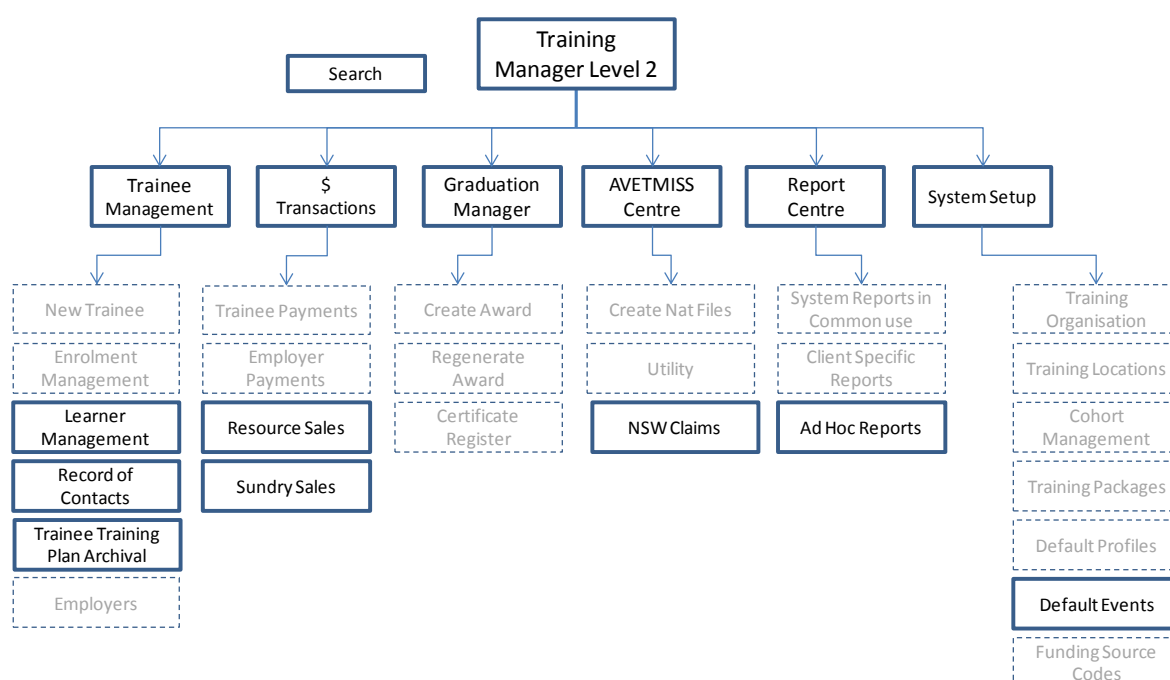 Training
Manager Level 2
Search
Trainee
Management
$
Transactions
Graduation
Manager
AVETMISS
Centre
Report
Centre
System Setup
New Trainee
Enrolment
Management
Learner
Management
Record of
Contacts
Trainee Training
Plan Archival
Employers
Trainee Payments
Employer
Payments
Resource Sales
Sundry Sales
Create Award
Regenerate
Award
Certificate
Register
Create Nat Files
Utility
NSW Claims
System Reports in
Common use
Client Specific
Reports
Ad Hoc Reports
Training
Organisation
Training Locations
Cohort
Management
Training Packages
Default Profiles
Default Events
Funding Source
Codes